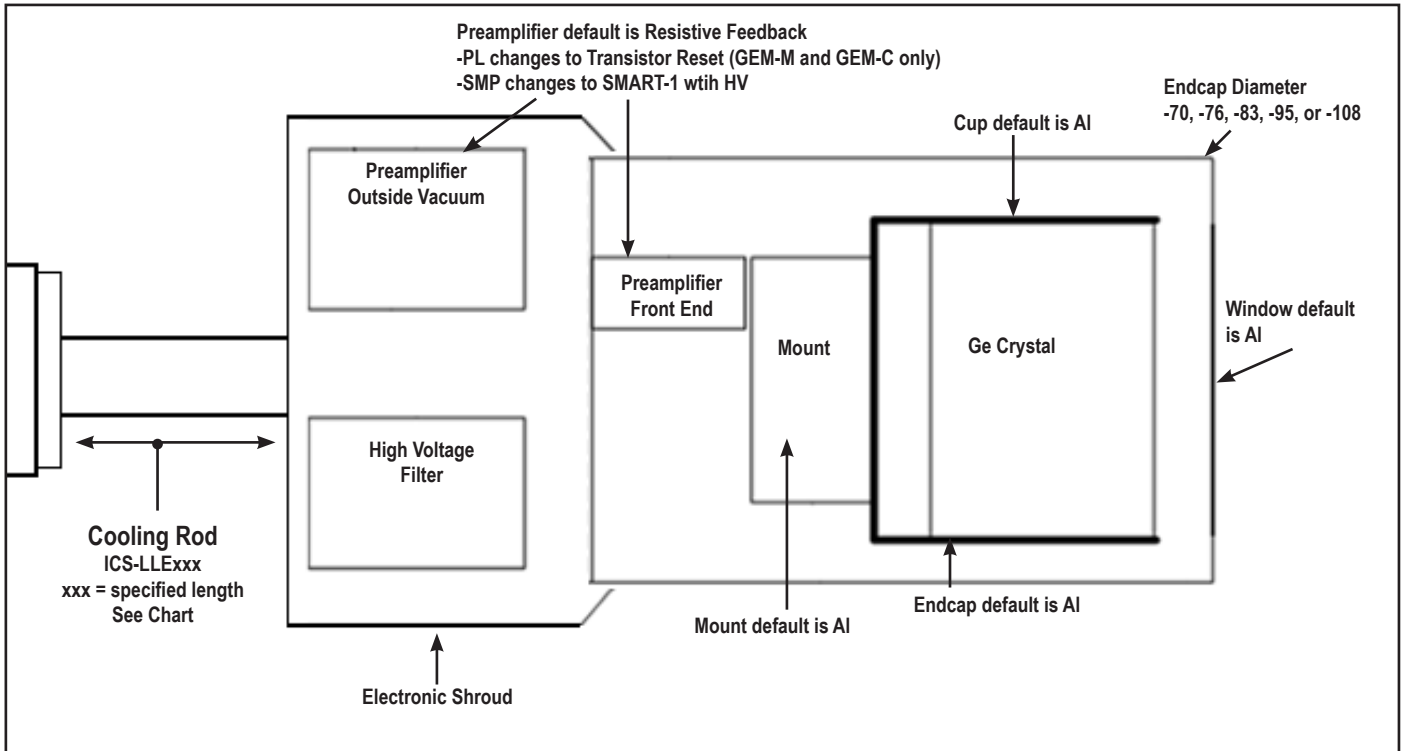 Preamplifier default is Resistive Feedback
-PL changes to Transistor Reset (GEM-M and GEM-C only)
-SMP changes to SMART-1 wtih HV
Endcap Diameter
-70, -76, -83, -95, or -108
Cup default is Al
Preamplifier
Outside Vacuum
Preamplifier
Front End
Mount
Ge Crystal
Window default
is Al
High Voltage
Filter
Cooling Rod
ICS-LLExxx
xxx = specified length
See Chart
Endcap default is Al
Mount default is Al
Electronic Shroud